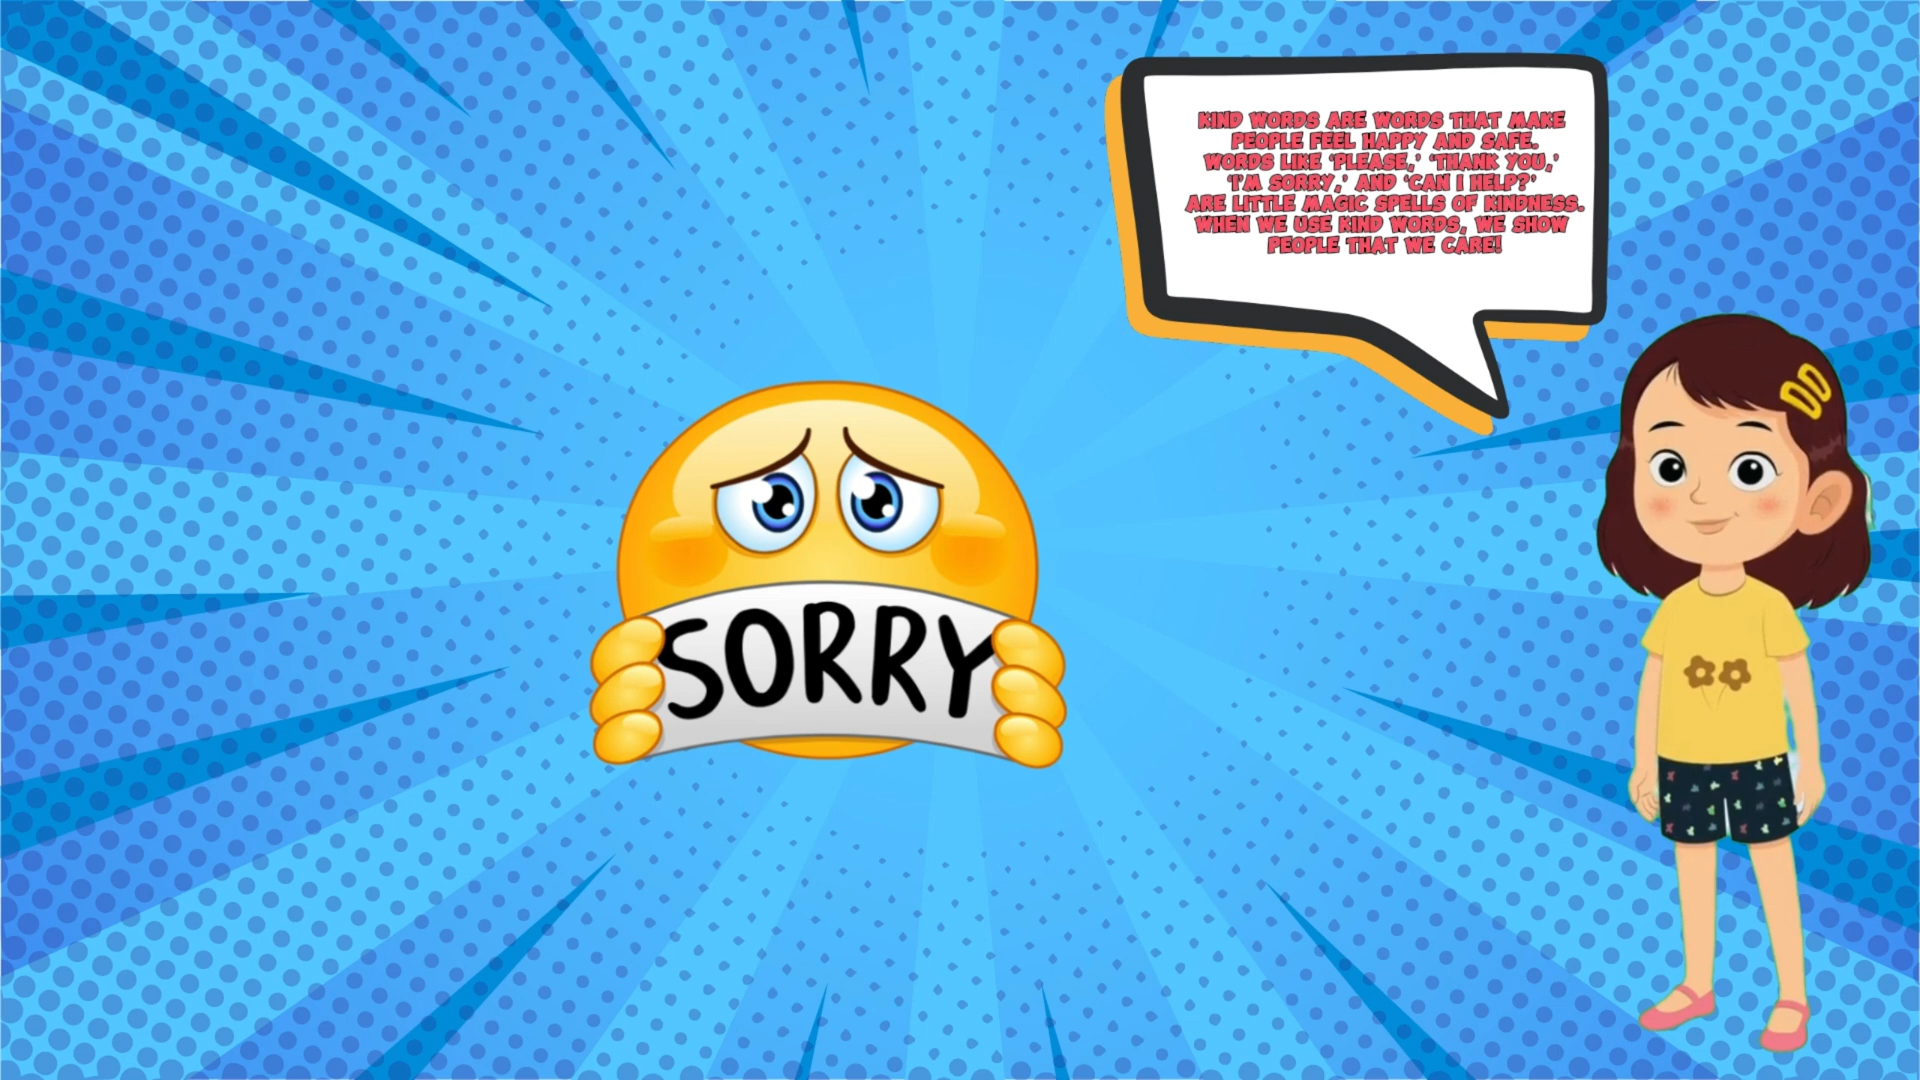 KIND WORDS ARE WORDS THAT MAKE
PEOPLE FEEL HAPPY AND SAFE.
WORDS LIKE ‘PLEASE,’ ‘THANK YOU,’
‘I’M SORRY,’ AND ‘CAN I HELP?’
ARE LITTLE MAGIC SPELLS OF KINDNESS.
WHEN WE USE KIND WORDS, WE SHOW
PEOPLE THAT WE CARE!
SORRY